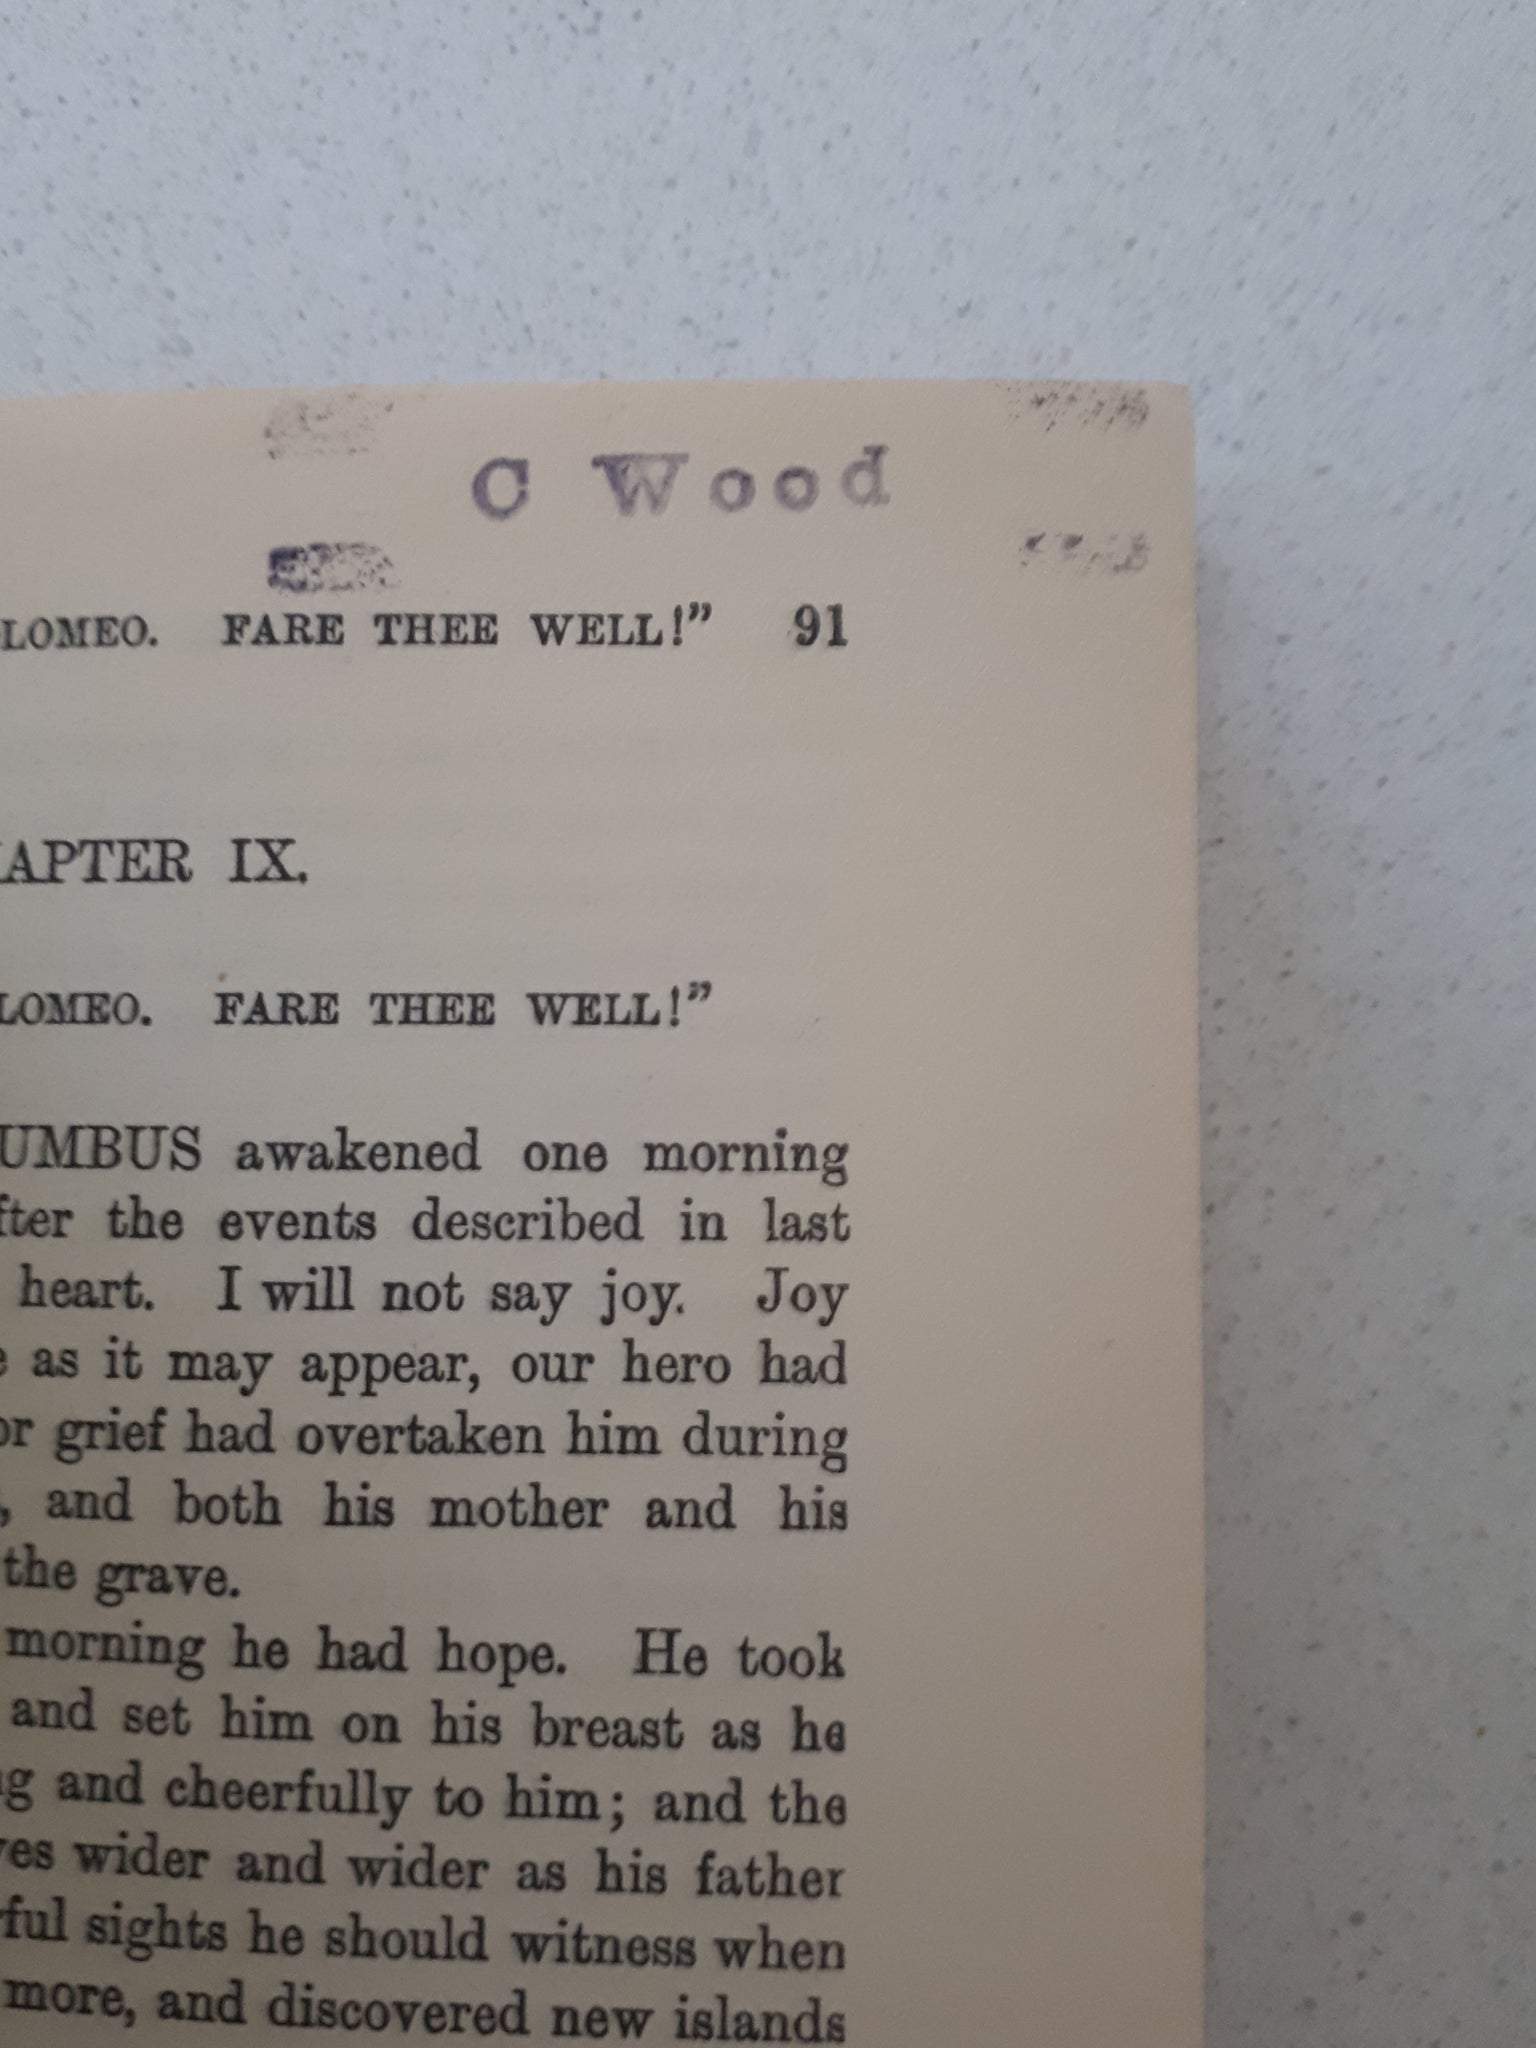 C Wood
LOMEO. FARE THEE WELL!” 91
APTER IX.
LOMEO. FARE THEE WELL!”
UMBUS awakened one morning
fter the events described in last
heart. I will not say joy. Joy
e as it may appear, our hero had
or grief had overtaken him during
, and both his mother and his
the grave.
morning he had hope. He took
and set him on his breast as he
g and cheerfully to him; and the
es wider and wider as his father
ful sights he should witness when
more, and discovered new islands